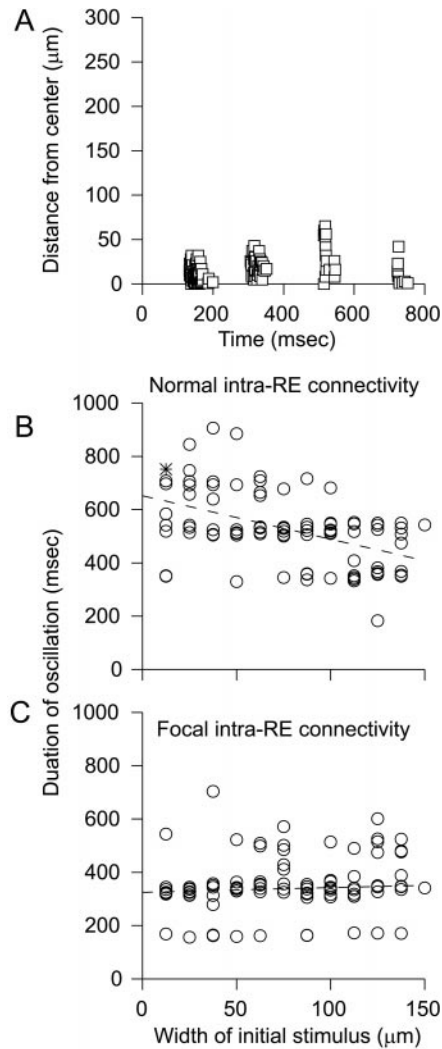 A
Distance from center (μm)
300
250
200
150
100
50
0
0 200 400 600 800
Time (msec)
Normal intra-RE connectivity
B
1000
800
600
400
200
0
Duation of oscillation (msec)
C
Focal intra-RE connectivity
1000
800
600
400
200
0
0 50 100 150
Width of initial stimulus (μm)